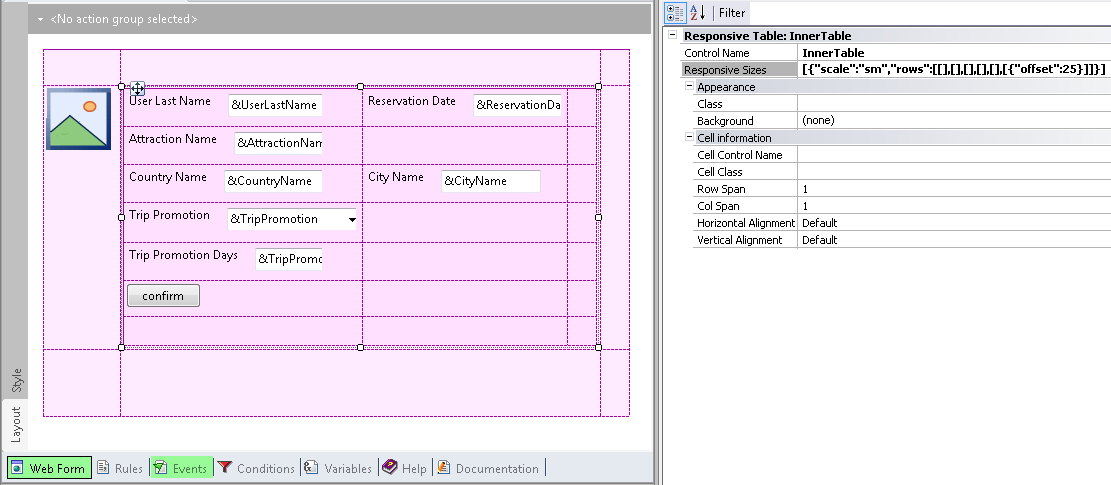 <No action group selected>
User Last Name &UserLastName Reservation Date &ReservationDa
Attraction Name &AttractionNam
Country Name &CountryName City Name &CityName
Trip Promotion &TripPromotion
Trip Promotion Days &TripPromo
confirm
Style
Layout
Web Form Rules Events Conditions Variables Help Documentation
Filter
Responsive Table: InnerTable
Control Name InnerTable
Responsive Sizes [{"scale":"sm","rows":[[],[],[],[],[],[{"offset":25}]]}]
Appearance
Class
Background (none)
Cell information
Cell Control Name
Cell Class
Row Span 1
Col Span 1
Horizontal Alignment Default
Vertical Alignment Default